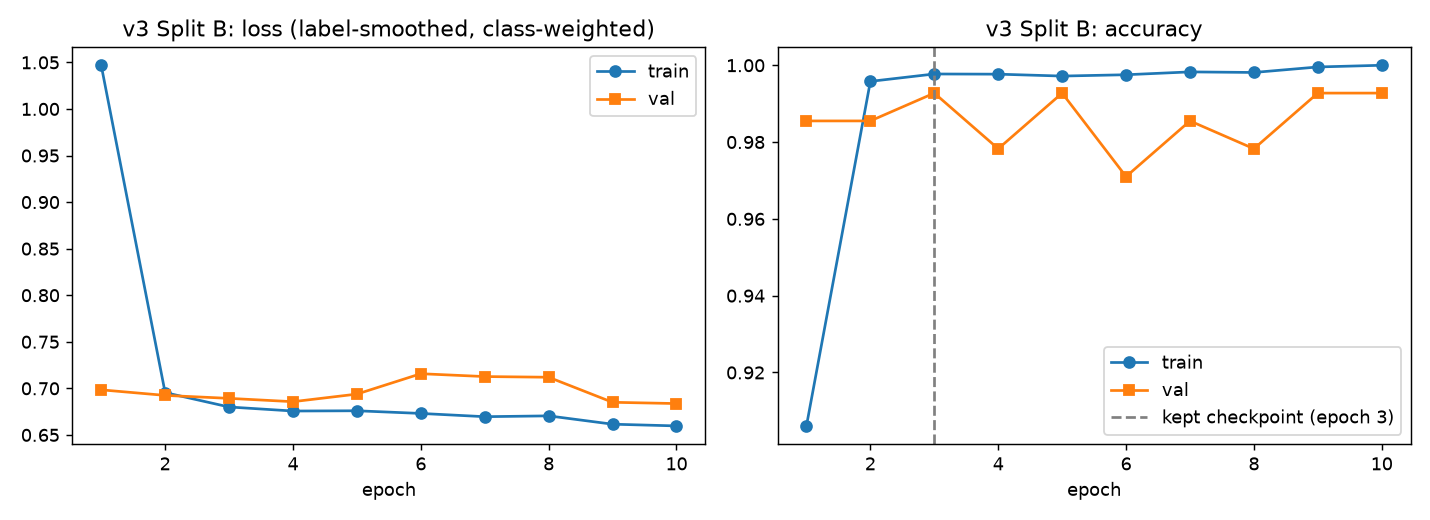 v3 Split B: loss (label-smoothed, class-weighted)
1.05
1.00
0.95
0.90
0.85
0.80
0.75
0.70
0.65
train
val
2
4
6
8
10
epoch
v3 Split B: accuracy
1.00
0.98
0.96
0.94
0.92
train
val
kept checkpoint (epoch 3)
2
4
6
8
10
epoch